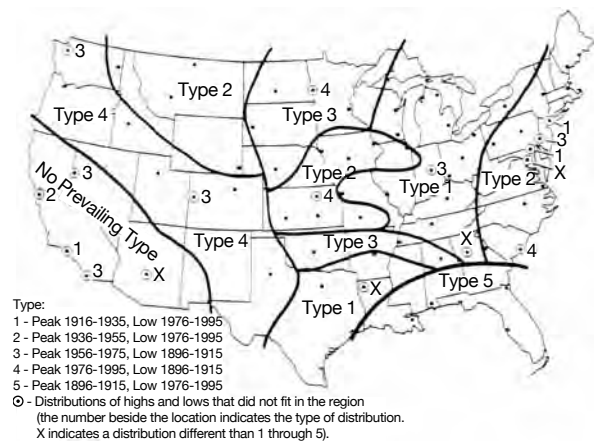 3
Type 2
4
Type 4
Type 3
1
3
1
X
No Prevailing Type
3
3
Type 2
4
3
Type 1
Type 2
2
Type 4
Type 3
X
4
1
3
X
X
Type 5
Type 1
Type:
1 - Peak 1916-1935, Low 1976-1995
2 - Peak 1936-1955, Low 1976-1995
3 - Peak 1956-1975, Low 1896-1915
4 - Peak 1976-1995, Low 1896-1915
5 - Peak 1896-1915, Low 1976-1995
- Distributions of highs and lows that did not fit in the region
(the number beside the location indicates the type of distribution.
X indicates a distribution different than 1 through 5).